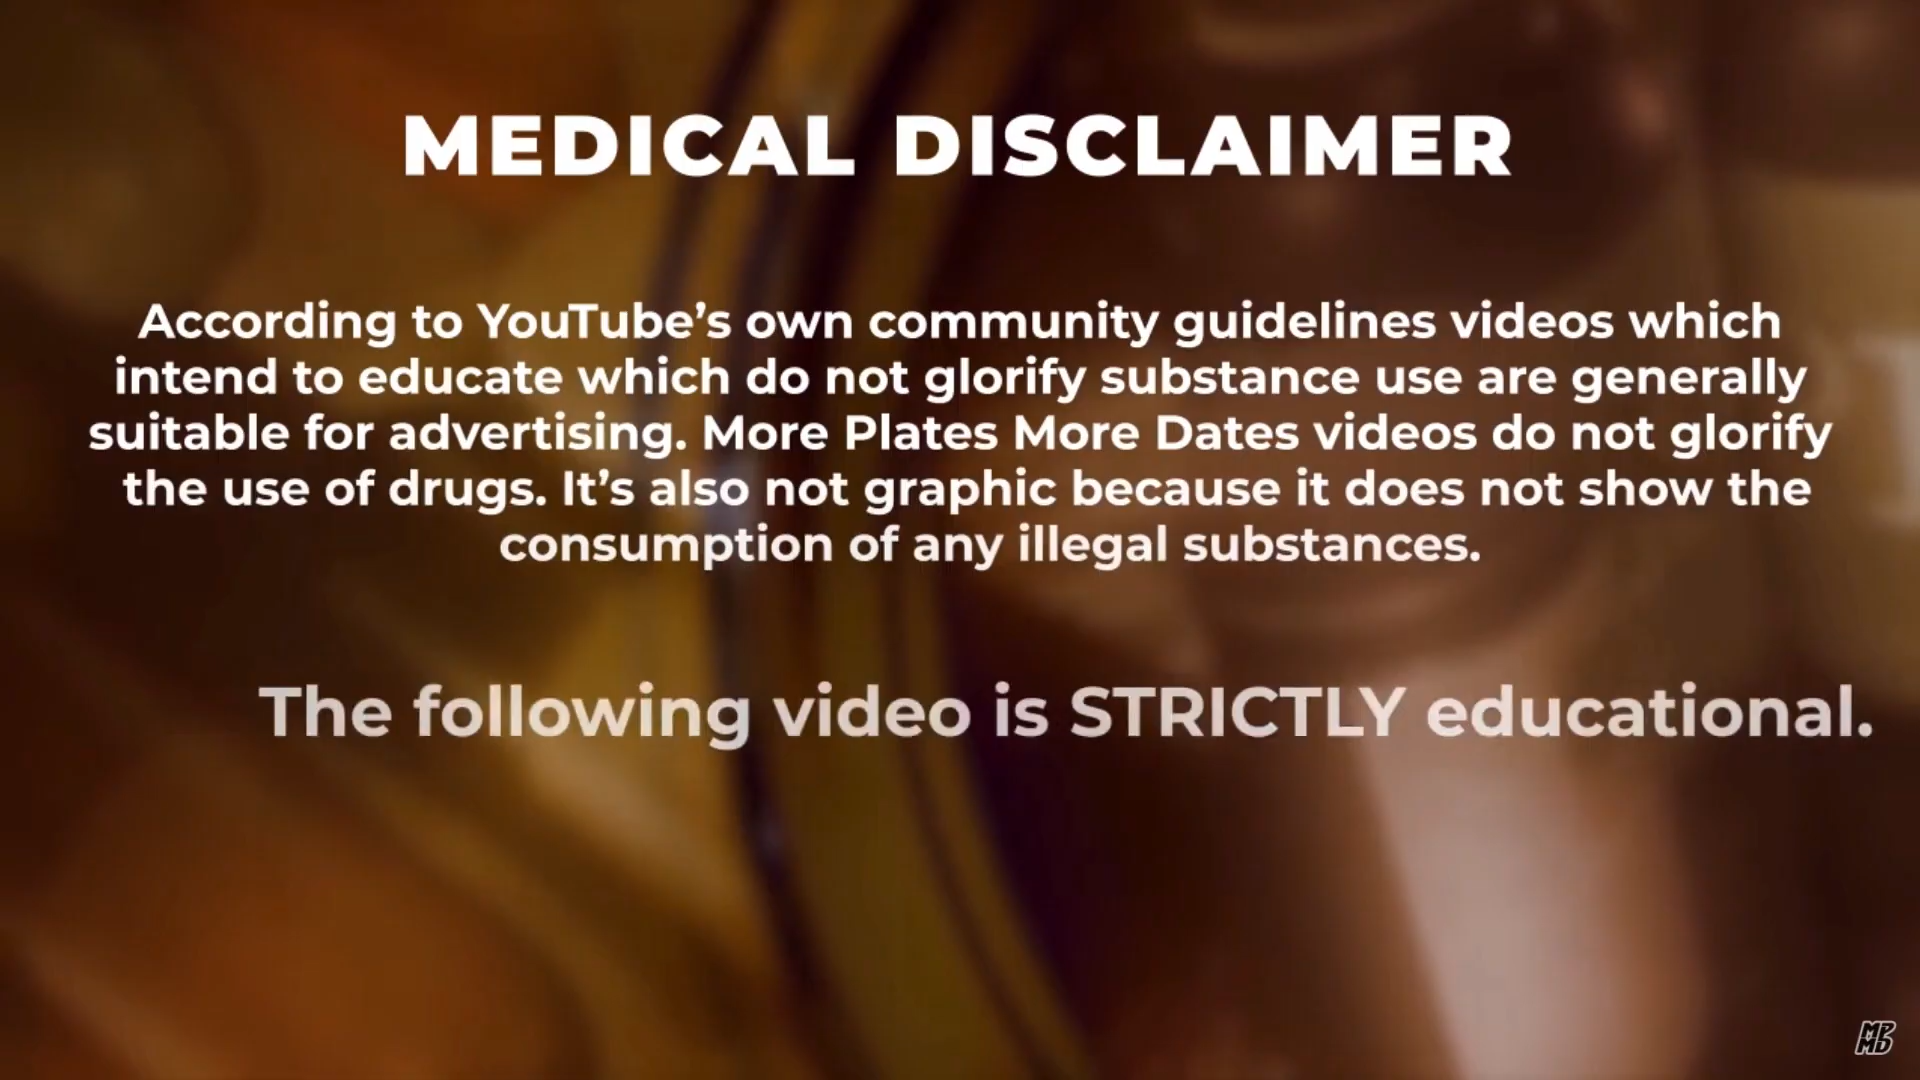 MEDICAL DISCLAIMER
According to YouTube’s own community guidelines videos which
intend to educate which do not glorify substance use are generally
suitable for advertising. More Plates More Dates videos do not glorify
the use of drugs. It’s also not graphic because it does not show the
consumption of any illegal substances.
The following video is STRICTLY educational.
MP
MD